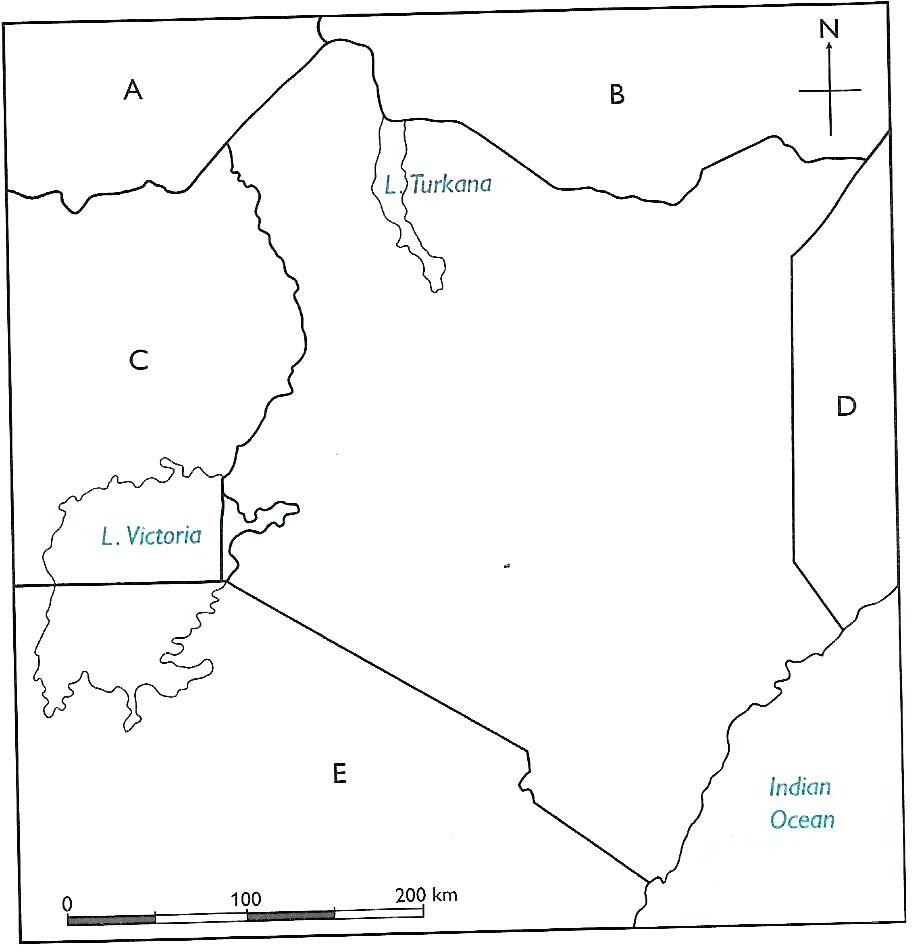 N
A
B
L. Turkana
C
D
L. Victoria
E
Indian
Ocean
0 100 200 km